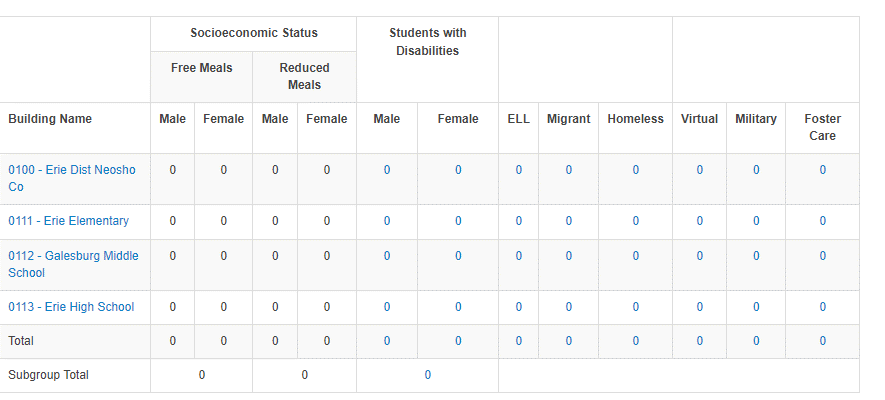 Socioeconomic Status Students with
Disabilities
Free Meals Reduced
Meals
Building Name Male Female Male Female Male Female ELL Migrant Homeless Virtual Military Foster
Care
0100 - Erie Dist Neosho
Co 0 0 0 0 0 0 0 0 0 0 0 0
0111 - Erie Elementary 0 0 0 0 0 0 0 0 0 0 0 0
0112 - Galesburg Middle
School 0 0 0 0 0 0 0 0 0 0 0 0
0113 - Erie High School 0 0 0 0 0 0 0 0 0 0 0 0
Total 0 0 0 0 0 0 0 0 0 0 0 0
Subgroup Total 0 0 0